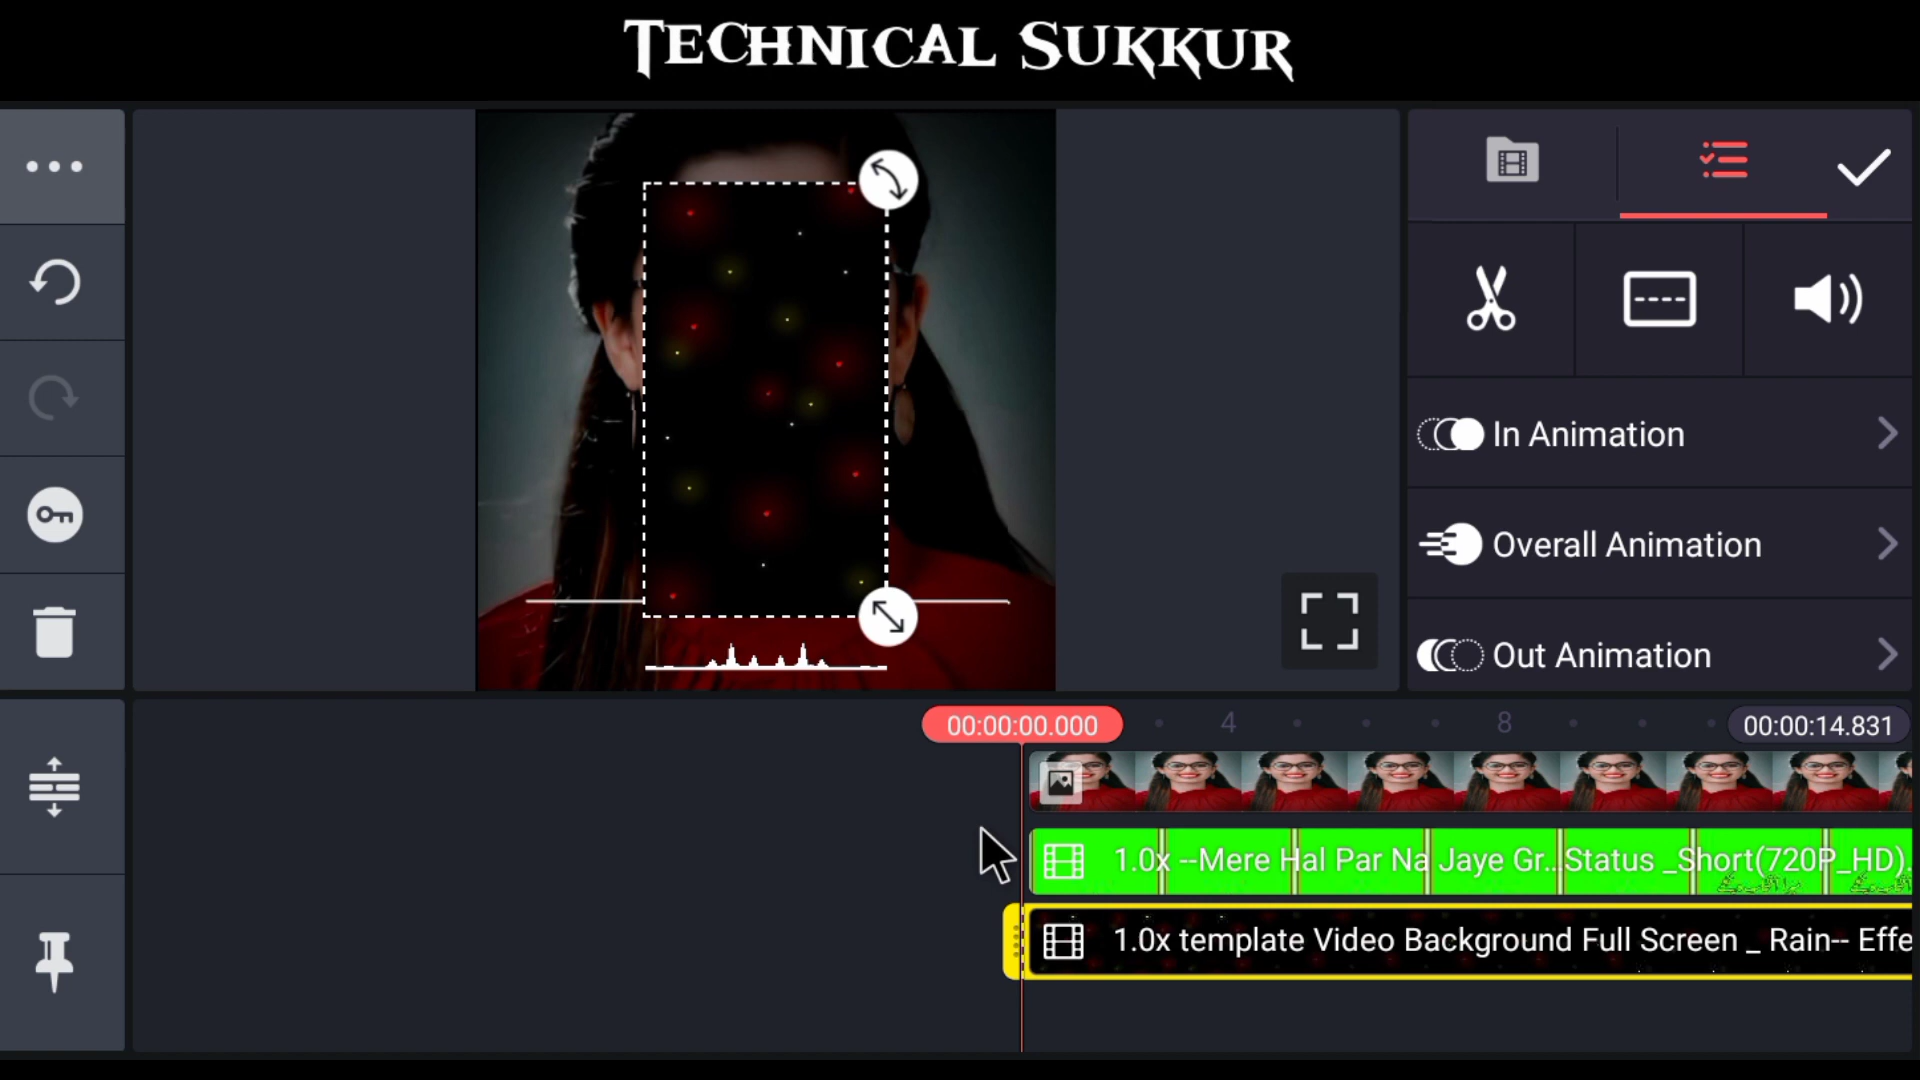 TECHNICAL SUKKUR
In Animation
Overall Animation
Out Animation
00:00:00.000
4
8
00:00:14.831
1.0x --Mere Hal Par Na Jaye Gr...Status _Short(720P_HD).
1.0x template Video Background Full Screen _ Rain-- Effe